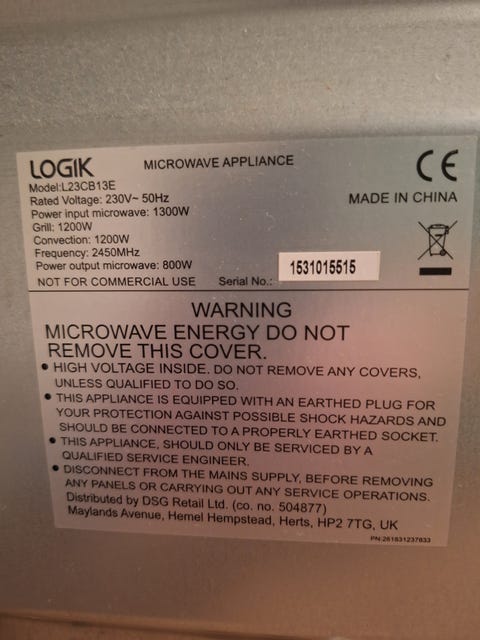 LOGIK
MICROWAVE APPLIANCE
CE
Model:L23CB13E
Rated Voltage: 230V~ 50Hz
Power input microwave: 1300W
MADE IN CHINA
Grill: 1200W
Convection: 1200W
Frequency: 2450MHz
Power output microwave: 800W
NOT FOR COMMERCIAL USE
Serial No.: 1531015515
WARNING
MICROWAVE ENERGY DO NOT
REMOVE THIS COVER.
• HIGH VOLTAGE INSIDE. DO NOT REMOVE ANY COVERS,
UNLESS QUALIFIED TO DO SO.
• THIS APPLIANCE IS EQUIPPED WITH AN EARTHED PLUG FOR
YOUR PROTECTION AGAINST POSSIBLE SHOCK HAZARDS AND
SHOULD BE CONNECTED TO A PROPERLY EARTHED SOCKET.
• THIS APPLIANCE, SHOULD ONLY BE SERVICED BY A
QUALIFIED SERVICE ENGINEER.
• DISCONNECT FROM THE MAINS SUPPLY, BEFORE REMOVING
ANY PANELS OR CARRYING OUT ANY SERVICE OPERATIONS.
Distributed by DSG Retail Ltd. (co. no. 504877)
Maylands Avenue, Hemel Hempstead, Herts, HP2 7TG, UK
PN:261831237833